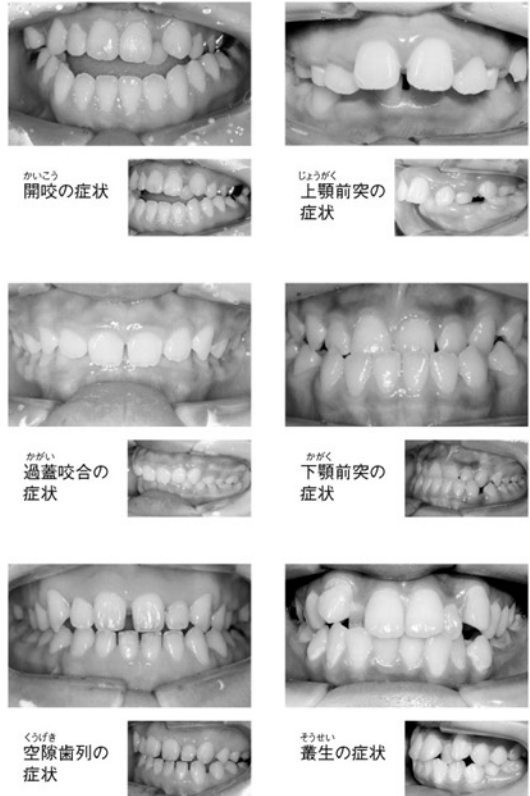 かいこう
開咬の症状
じょうがく
上顎前突の
症状
かがい
過蓋咬合の
症状
かがく
下顎前突の
症状
くうげき
空隙歯列の
症状
そうせい
叢生の症状